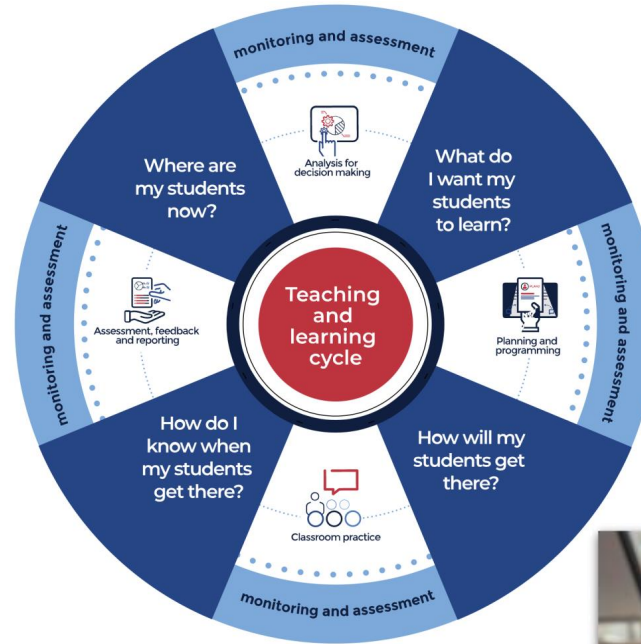 monitoring and assessment
Analysis for
decision making
Where are
my students
now?
What do
I want my
students
to learn?
monitoring and assessment
Assessment, feedback
and reporting
Teaching
and
learning
cycle
Planning and
programming
monitoring and assessment
How do I
know when
my students
get there?
How will my
students get
there?
Classroom practice
monitoring and assessment